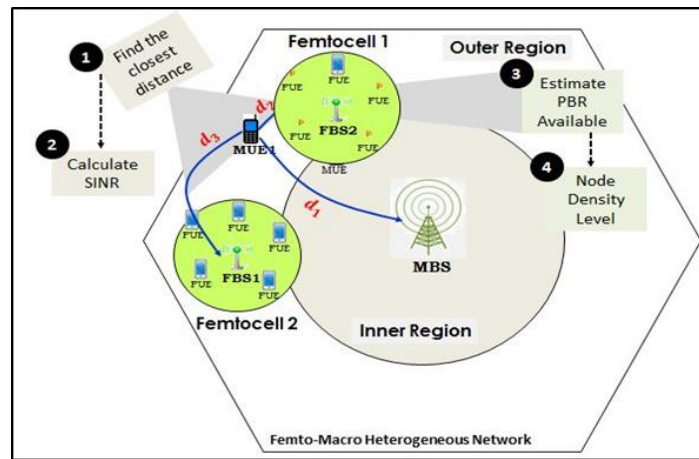 Femtocell 1
Outer Region
1
Find the
closest
distance
2
Calculate
SINR
3
Estimate
PBR
Available
4
Node
Density
Level
FUE
FUE
FUE
FUE
FUE
FBS2
d2
d3
MUE1
MUE
d1
MBS
FUE
FUE
FUE
FUE
FUE
FBS1
Femtocell 2
Inner Region
Femto-Macro Heterogeneous Network